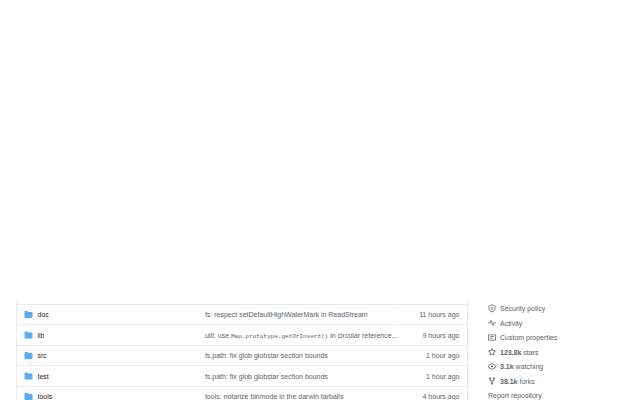 doc fs: respect setDefaultHighWaterMark in ReadStream 11 hours ago
lib util: use Map.prototype.getOrInsert() in circular reference… 9 hours ago
src fs,path: fix glob globstar section bounds 1 hour ago
test fs,path: fix glob globstar section bounds 1 hour ago
tools tools: notarize bin/node in the darwin tarballs 4 hours ago
Security policy
Activity
Custom properties
123.8k stars
3.1k watching
38.1k forks
Report repository